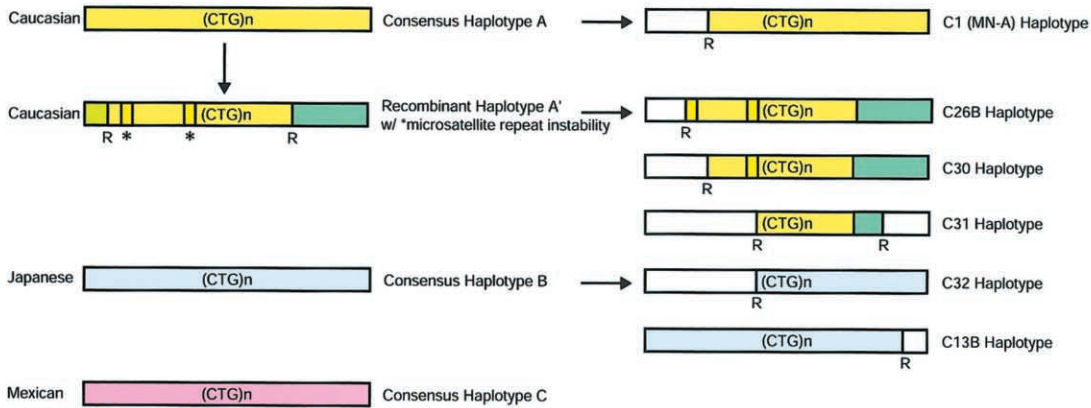 Caucasian (CTG)n Consensus Haplotype A (CTG)n C1 (MN-A) Haplotype
R
Caucasian (CTG)n Recombinant Haplotype A' (CTG)n C26B Haplotype
w/ *microsatellite repeat instability
R * * R R
(CTG)n C30 Haplotype
R
(CTG)n C31 Haplotype
R R
Japanese (CTG)n Consensus Haplotype B (CTG)n C32 Haplotype
R
(CTG)n C13B Haplotype
R
Mexican (CTG)n Consensus Haplotype C